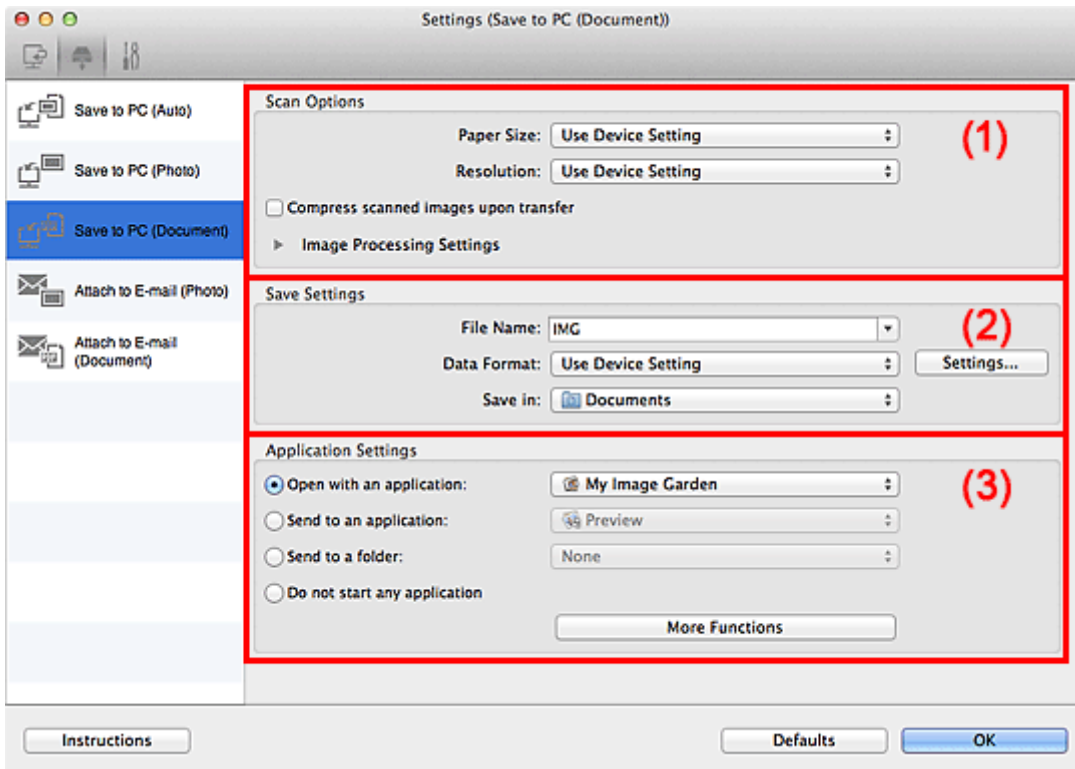 Settings (Save to PC (Document))
Save to PC (Auto)
Save to PC (Photo)
Save to PC (Document)
Attach to E-mail (Photo)
Attach to E-mail
(Document)
Scan Options
(1)
Paper Size: Use Device Setting
Resolution: Use Device Setting
Compress scanned images upon transfer
Image Processing Settings
Save Settings
(2)
File Name: IMG
Data Format: Use Device Setting Settings...
Save in: Documents
Application Settings
(3)
Open with an application: My Image Garden
Send to an application: Preview
Send to a folder: None
Do not start any application
More Functions
Instructions Defaults OK